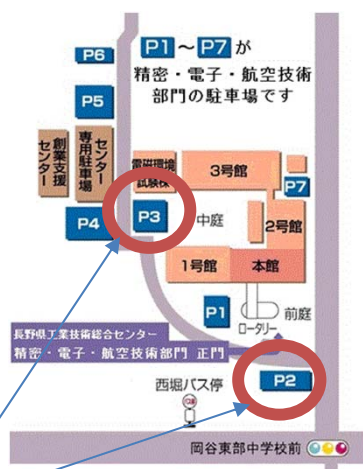 P6
P1～P7が
精密・電子・航空技術
部門の駐車場です
P5
創業支援
センター
センター
専用駐車場
電磁環境
試験棟
3号館
P7
P4
P3
中庭
2号館
1号館
本館
P1
前庭
ロータリー
長野県工業技術総合センター
精密・電子・航空技術部門 正門
P2
西堀バス停
岡谷東部中学校前